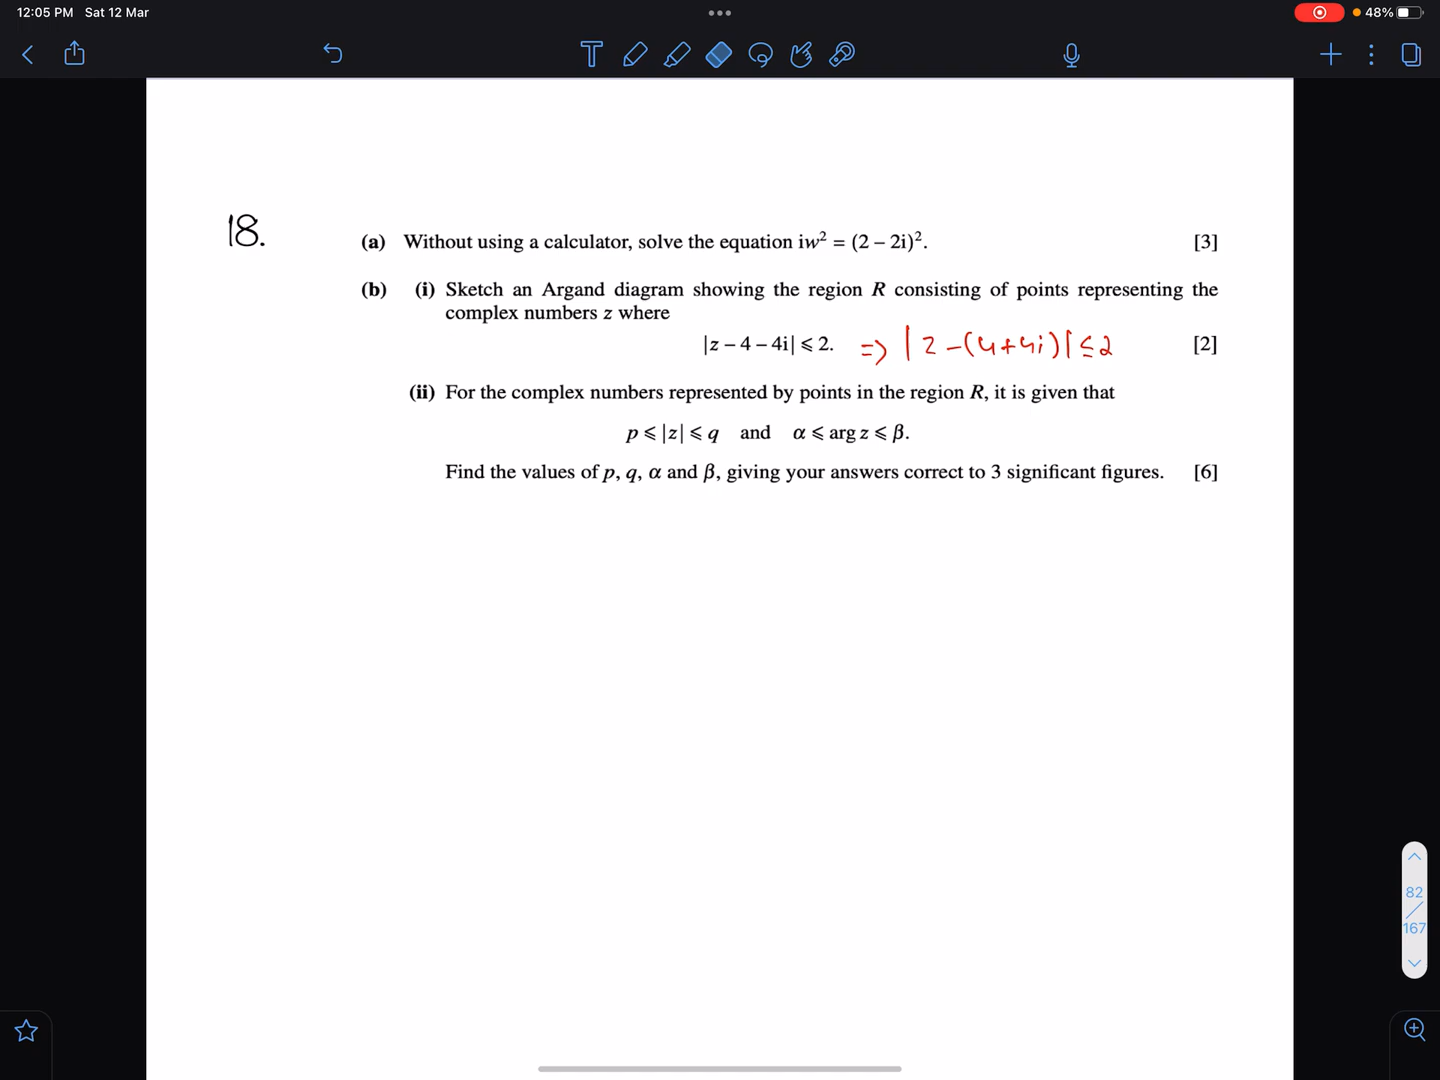 12:05 PM Sat 12 Mar
48%
18.
(a) Without using a calculator, solve the equation iw² = (2 – 2i)². [3]
(b) (i) Sketch an Argand diagram showing the region R consisting of points representing the
complex numbers z where
|z – 4 – 4i| ⩽ 2. => |z – (4+4i)| ≤ 2 [2]
(ii) For the complex numbers represented by points in the region R, it is given that
p ⩽ |z| ⩽ q and α ⩽ arg z ⩽ β.
Find the values of p, q, α and β, giving your answers correct to 3 significant figures. [6]
82
/
167